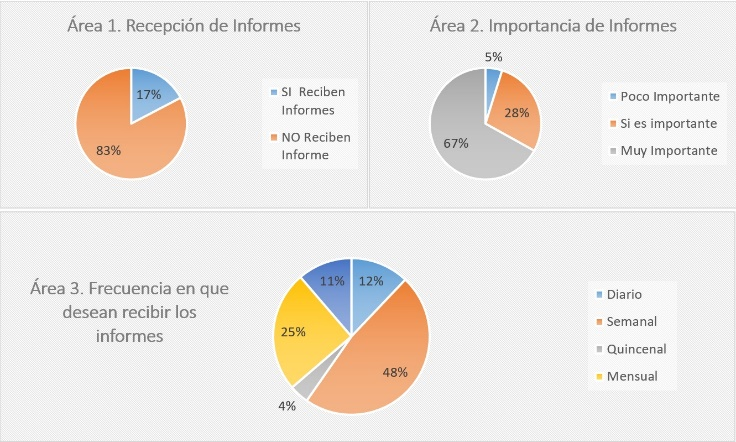 Área 1. Recepción de Informes
17%
83%
SI  Reciben
Informes
NO Reciben
Informe
Área 2. Importancia de Informes
5%
28%
67%
Poco Importante
Si es importante
Muy Importante
Área 3. Frecuencia en que
desean recibir los
informes
11%
12%
25%
48%
4%
Diario
Semanal
Quincenal
Mensual